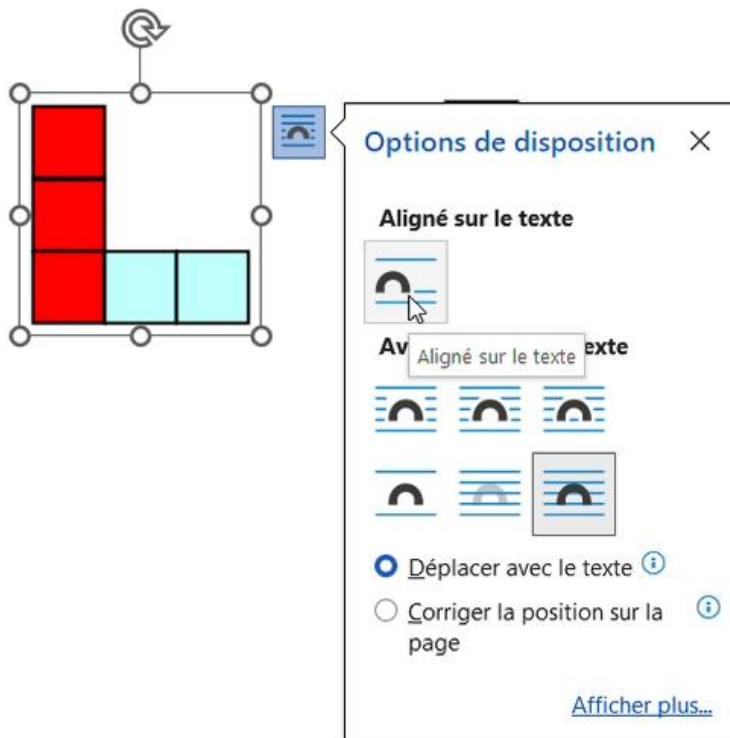 Options de disposition
Aligné sur le texte
Av exte
Aligné sur le texte
Déplacer avec le texte
Corriger la position sur la
page
Afficher plus...